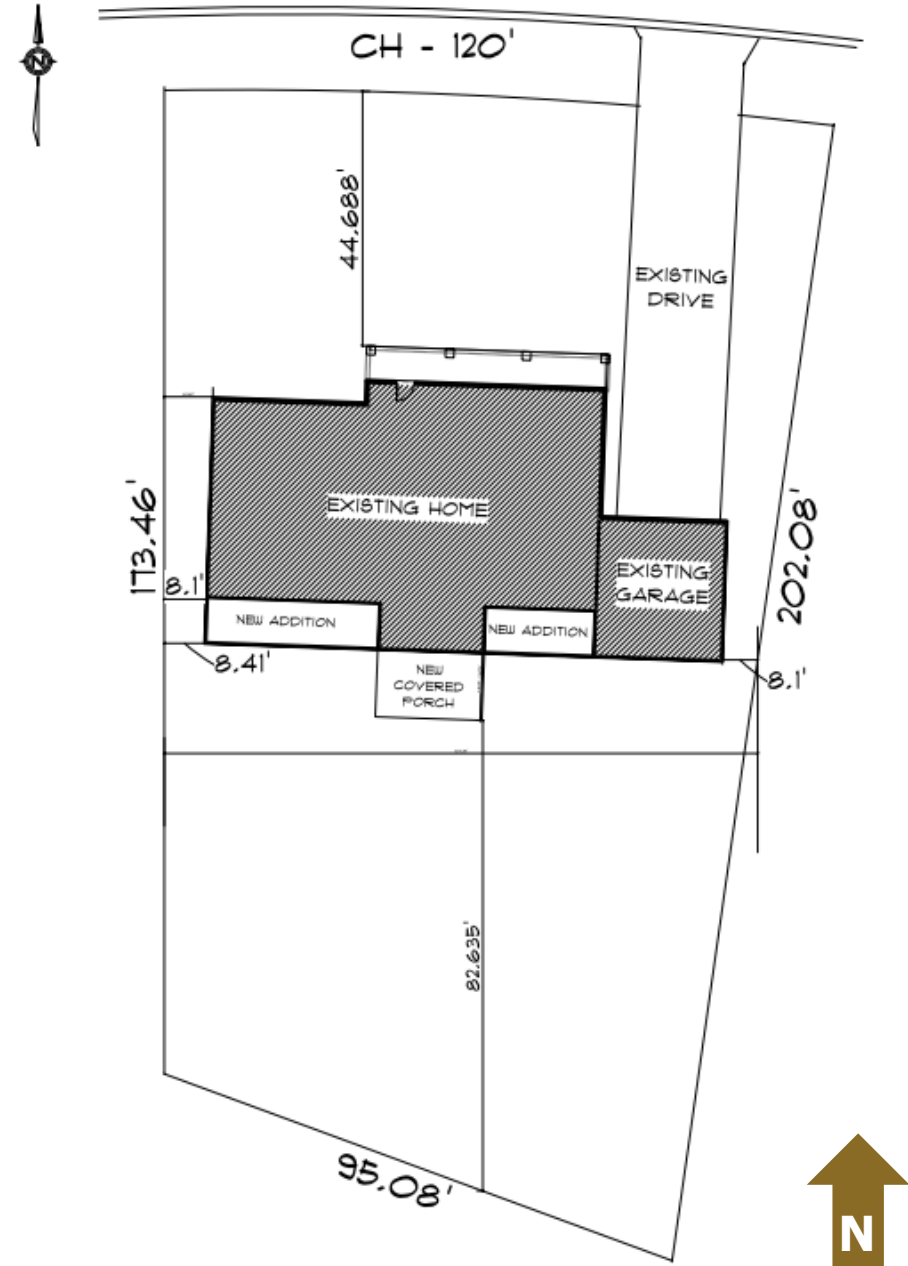 N
CH - 120'
44.688'
EXISTING
DRIVE
EXISTING HOME
173.46'
202.08'
EXISTING
GARAGE
8.1'
NEW ADDITION
NEW ADDITION
8.41'
NEW
COVERED
PORCH
8.1'
82.635'
95.08'
N